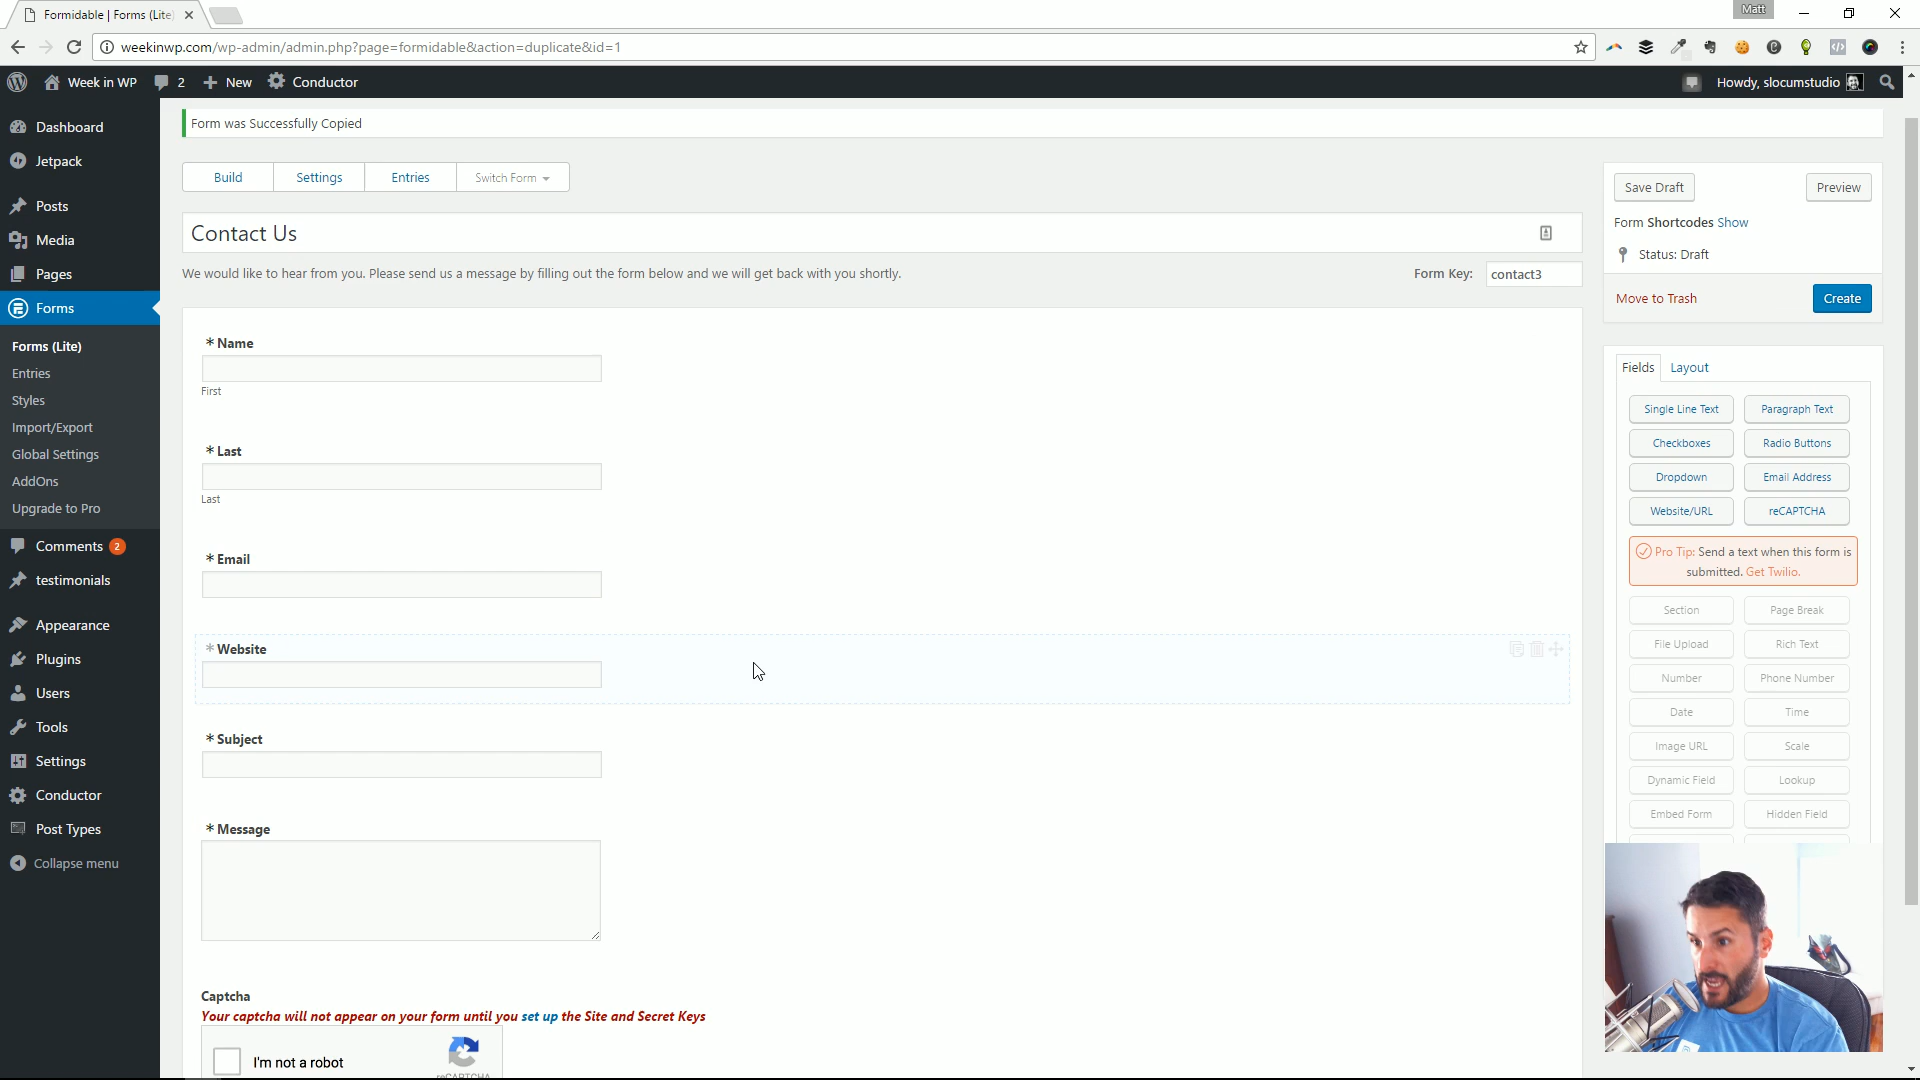 Formidable | Forms (Lite)
Matt
weekinwp.com/wp-admin/admin.php?page=formidable&action=duplicate&id=1
Week in WP
2
New
Conductor
Howdy, slocumstudio
Dashboard
Jetpack
Posts
Media
Pages
Forms
Forms (Lite)
Entries
Styles
Import/Export
Global Settings
AddOns
Upgrade to Pro
Comments 2
testimonials
Appearance
Plugins
Users
Tools
Settings
Conductor
Post Types
Collapse menu
Form was Successfully Copied
Build
Settings
Entries
Switch Form
Contact Us
We would like to hear from you. Please send us a message by filling out the form below and we will get back with you shortly.
Form Key: contact3
* Name
First
* Last
Last
* Email
* Website
* Subject
* Message
Captcha
Your captcha will not appear on your form until you set up the Site and Secret Keys
I'm not a robot
reCAPTCHA
Save Draft
Preview
Form Shortcodes Show
Status: Draft
Move to Trash
Create
Fields
Layout
Single Line Text
Paragraph Text
Checkboxes
Radio Buttons
Dropdown
Email Address
Website/URL
reCAPTCHA
Pro Tip: Send a text when this form is
submitted. Get Twilio.
Section
Page Break
File Upload
Rich Text
Number
Phone Number
Date
Time
Image URL
Scale
Dynamic Field
Lookup
Embed Form
Hidden Field